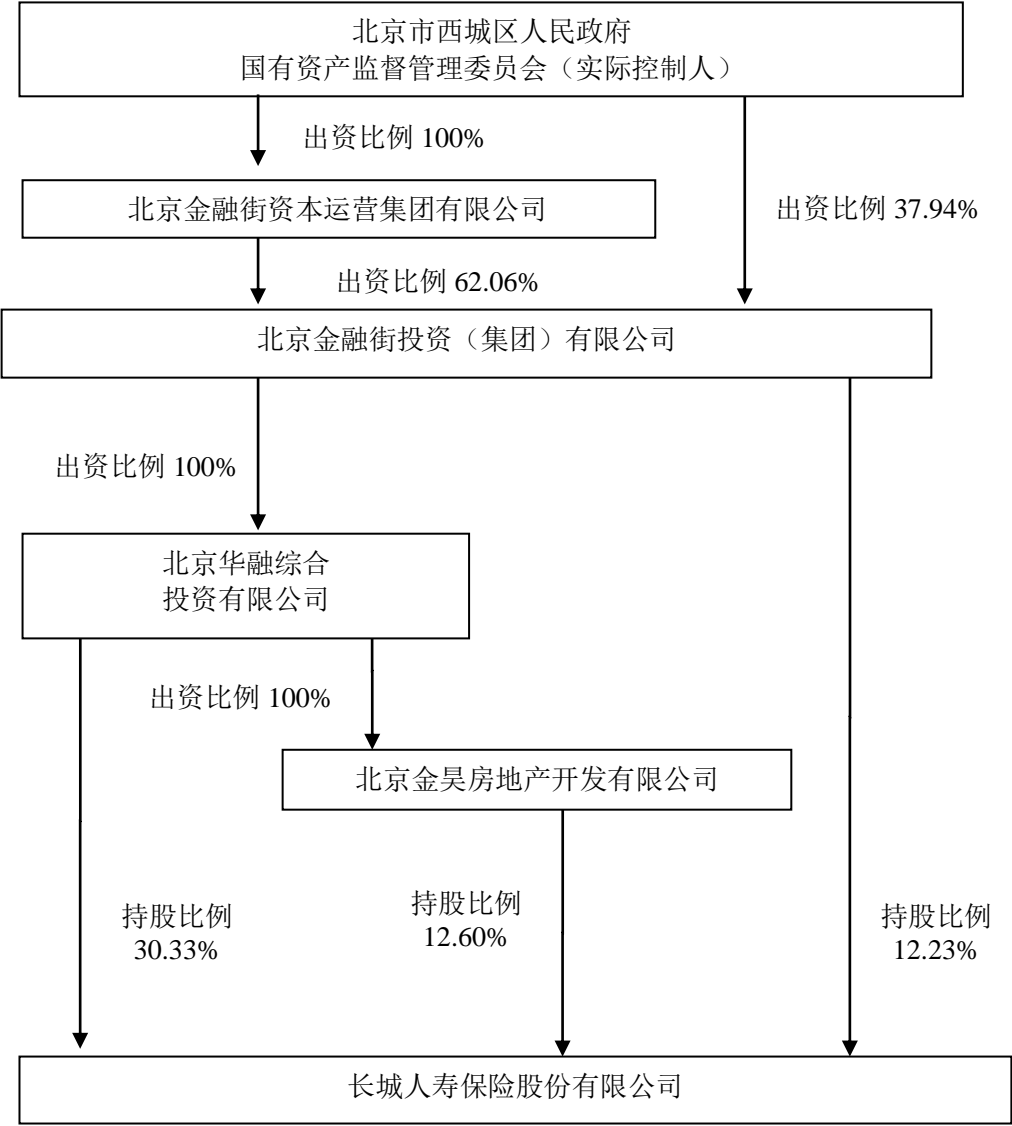 北京市西城区人民政府
国有资产监督管理委员会（实际控制人）
出资比例 100%
北京金融街资本运营集团有限公司
出资比例 37.94%
出资比例 62.06%
北京金融街投资（集团）有限公司
出资比例 100%
北京华融综合
投资有限公司
出资比例 100%
北京金昊房地产开发有限公司
持股比例
30.33%
持股比例
12.60%
持股比例
12.23%
长城人寿保险股份有限公司